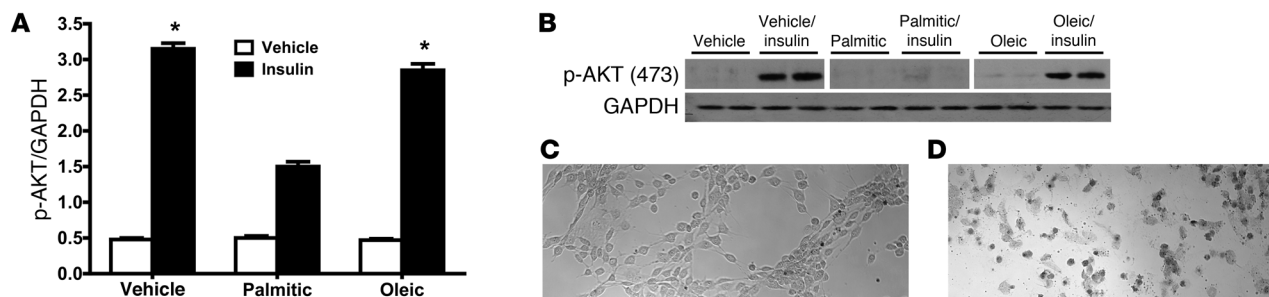 A
p-AKT/GAPDH
3.5
3.0
2.5
2.0
1.5
1.0
0.5
0.0
*
*
Vehicle
Insulin
Vehicle
Palmitic
Oleic
B
Vehicle
Vehicle/
insulin
Palmitic
Palmitic/
insulin
Oleic
Oleic/
insulin
p-AKT (473)
GAPDH
C
D